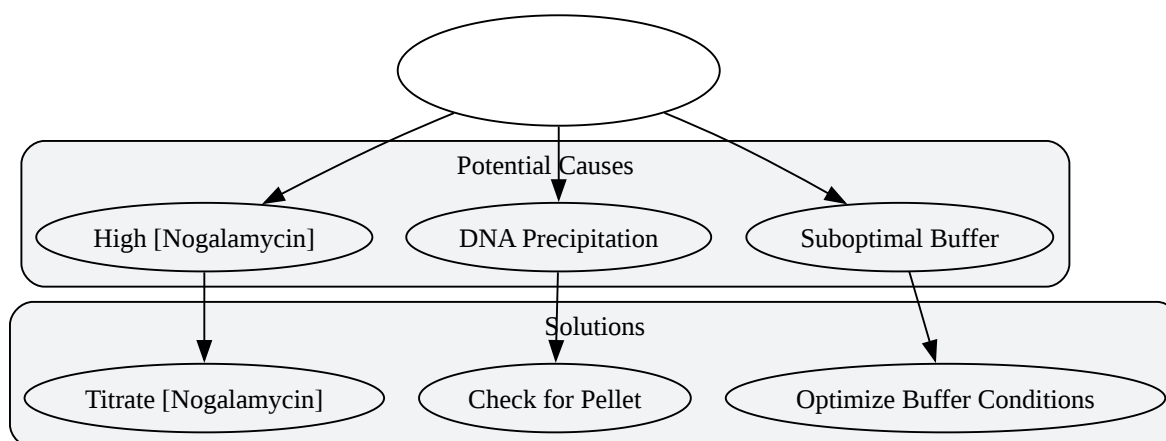 Potential Causes
High [Nogalamycin]
DNA Precipitation
Suboptimal Buffer
Solutions
Titrate [Nogalamycin]
Check for Pellet
Optimize Buffer Conditions